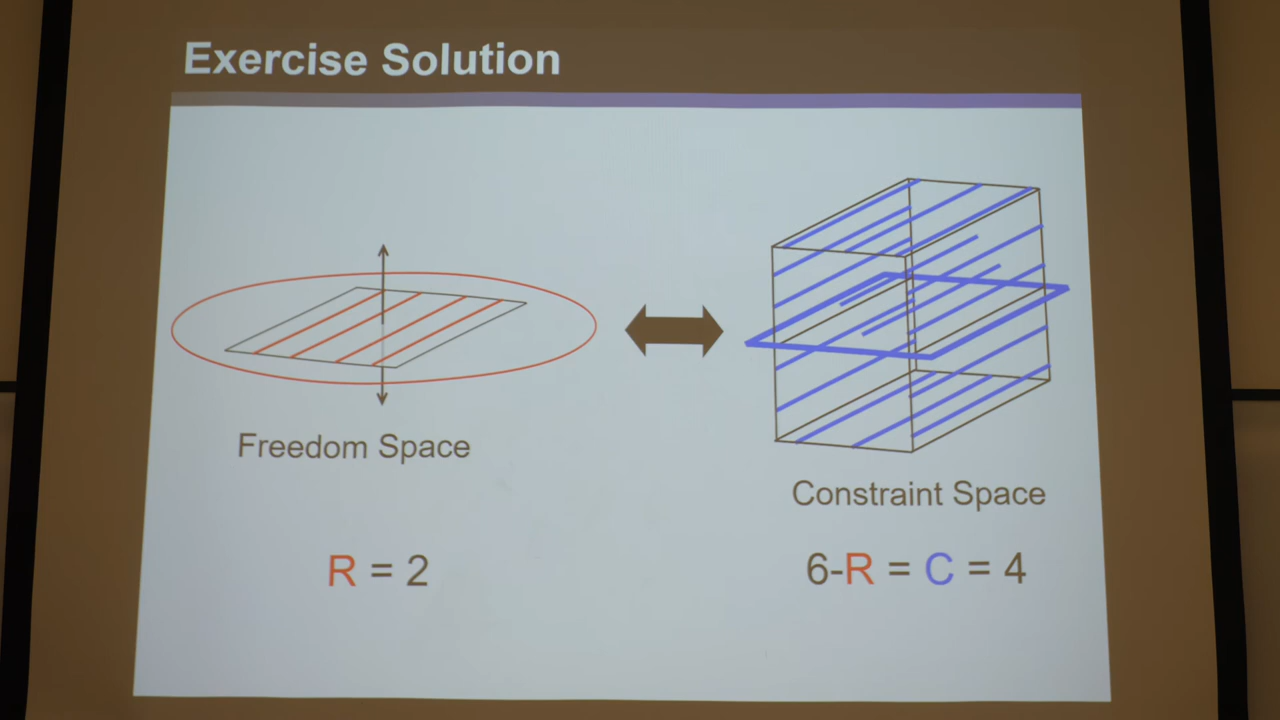 Exercise Solution
Freedom Space
Constraint Space
R = 2
6-R = C = 4